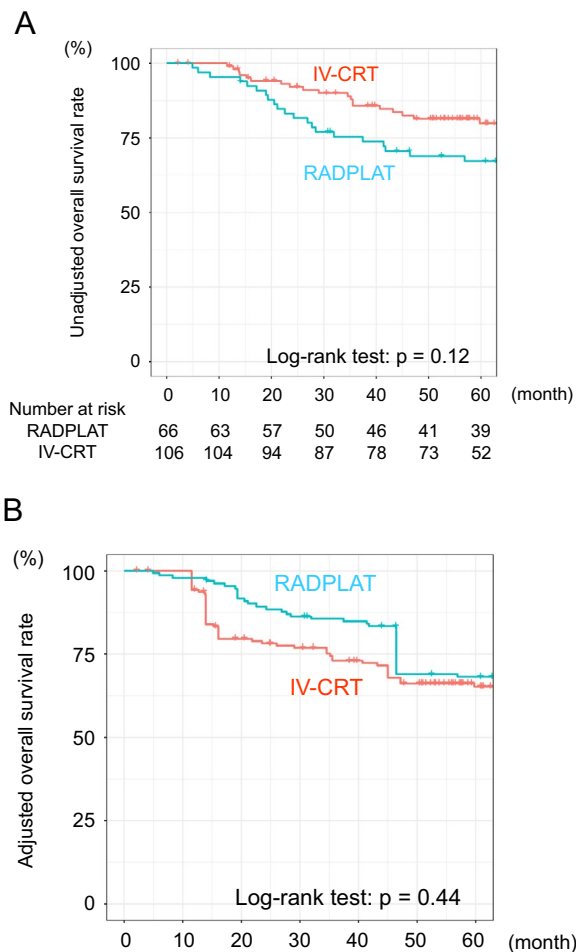 A
(%)
100
IV-CRT
75
RADPLAT
50
25
0
Unadjusted overall survival rate
Log-rank test: p = 0.12
0 10 20 30 40 50 60 (month)
Number at risk
RADPLAT 66 63 57 50 46 41 39
IV-CRT 106 104 94 87 78 73 52
B
(%)
100
RADPLAT
75
IV-CRT
50
25
0
Adjusted overall survival rate
Log-rank test: p = 0.44
0 10 20 30 40 50 60 (month)